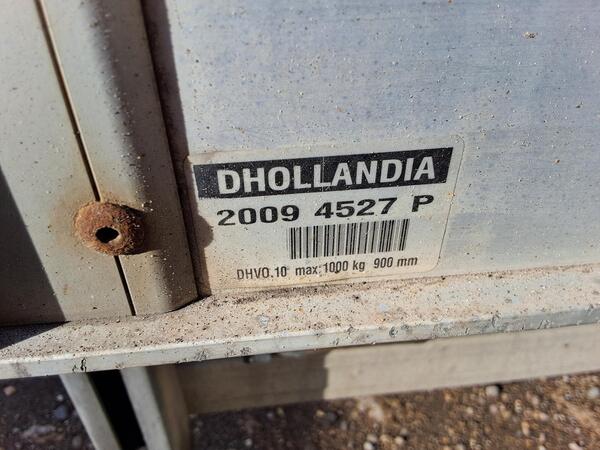 DHOLLANDIA
2009 4527 P
DHVO.10 max: 1000 kg 900 mm